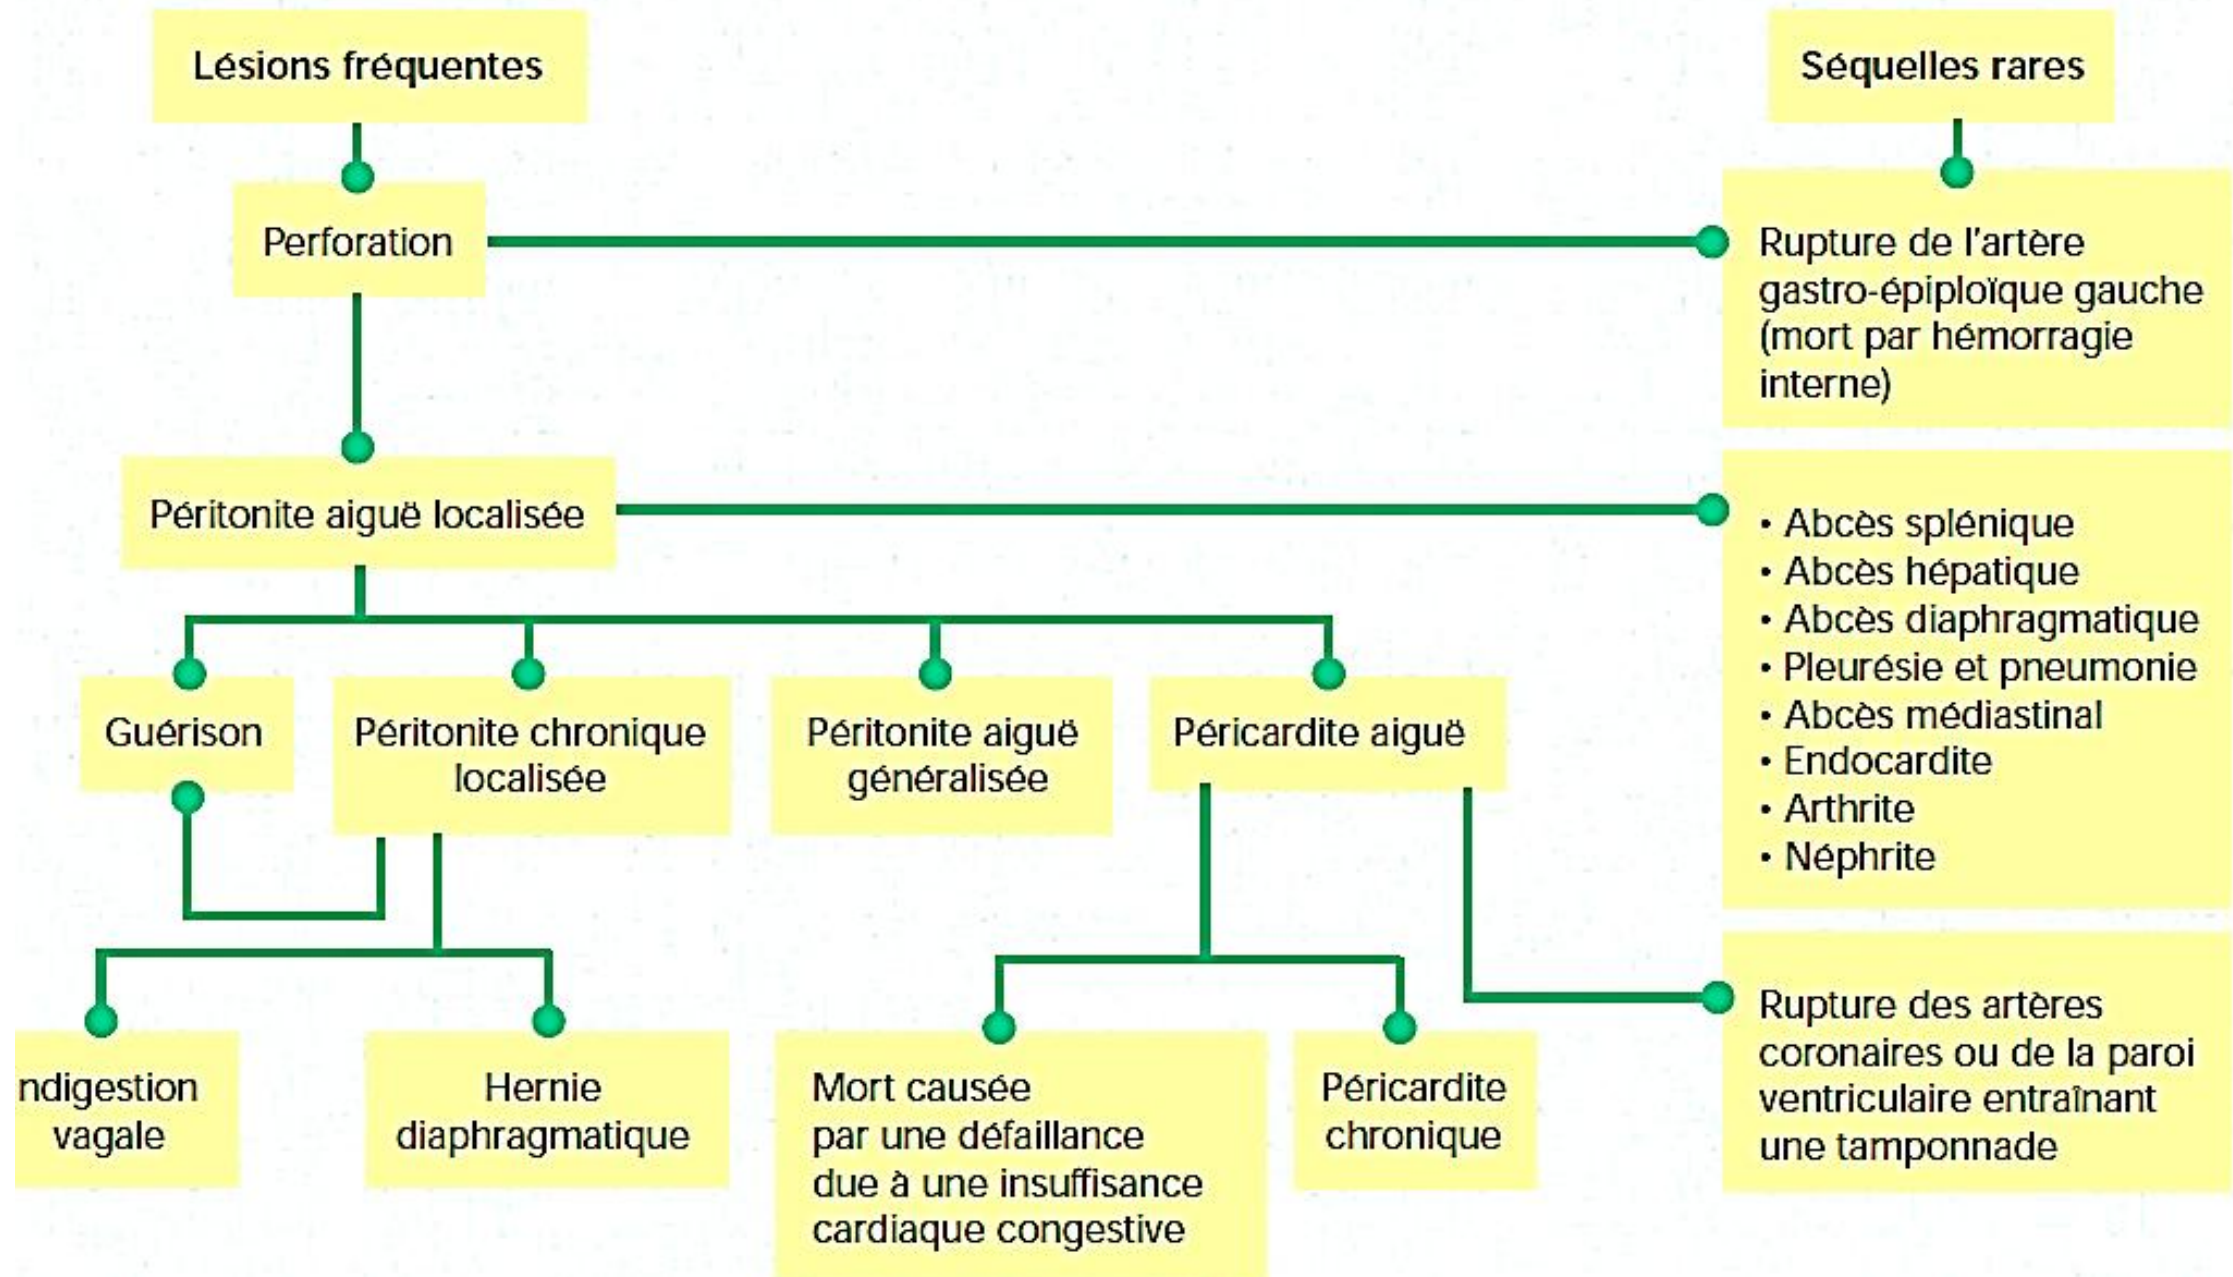 Lésions fréquentes
Séquelles rares
Perforation
Rupture de l'artère
gastro-épiploïque gauche
(mort par hémorragie
interne)
Péritonite aiguë localisée
• Abcès splénique
• Abcès hépatique
• Abcès diaphragmatique
• Pleurésie et pneumonie
• Abcès médiastinal
• Endocardite
• Arthrite
• Néphrite
Guérison
Péritonite chronique
localisée
Péritonite aiguë
généralisée
Péricardite aiguë
ndigestion
vagale
Hernie
diaphragmatique
Mort causée
par une défaillance
due à une insuffisance
cardiaque congestive
Péricardite
chronique
Rupture des artères
coronaires ou de la paroi
ventriculaire entraînant
une tamponnade